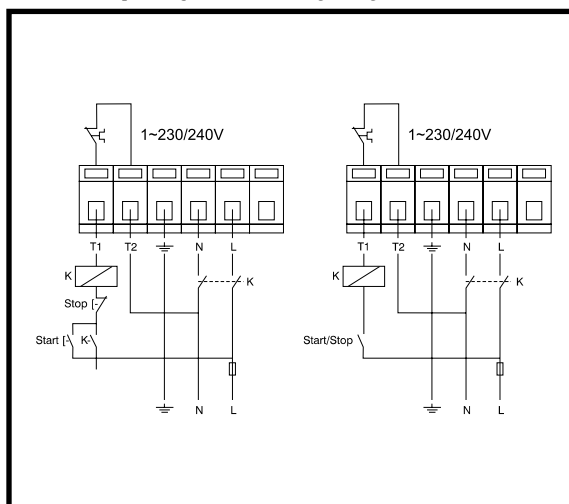 1~230/240V
T1 T2 N L
K
K
Stop
Start K
N L
1~230/240V
T1 T2 N L
K
K
Start/Stop
N L